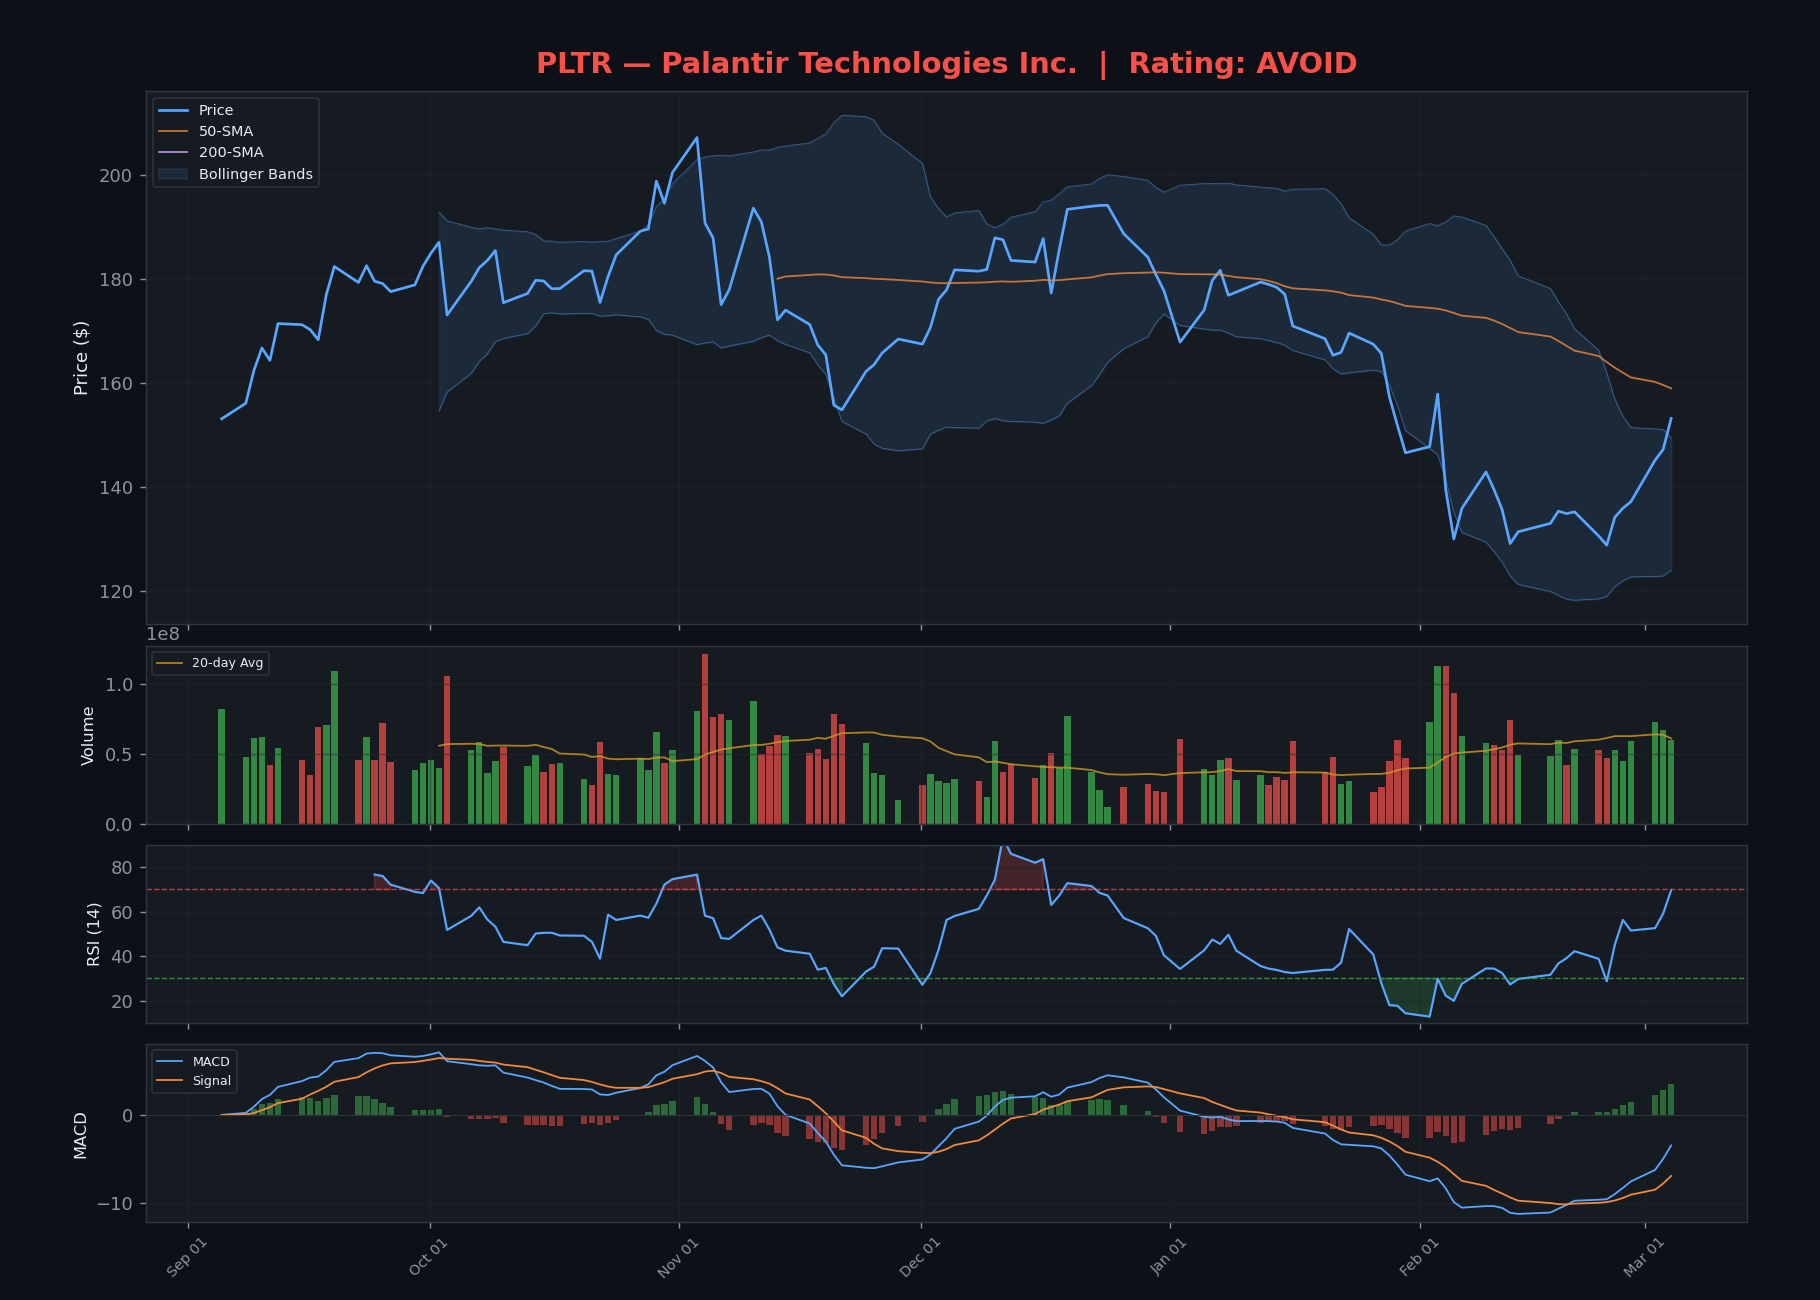 PLTR — Palantir Technologies Inc. | Rating: AVOID
Price
50-SMA
200-SMA
Bollinger Bands
Price ($)
200
180
160
140
120
1e8
20-day Avg
Volume
1.0
0.5
0.0
RSI (14)
80
60
40
20
MACD
Signal
MACD
0
−10
Sep 01
Oct 01
Nov 01
Dec 01
Jan 01
Feb 01
Mar 01